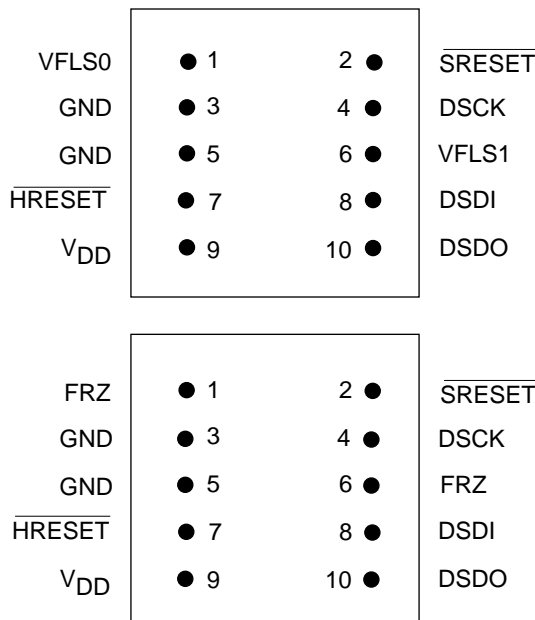 VFLS0 1 2 SRESET
GND 3 4 DSCK
GND 5 6 VFLS1
HRESET 7 8 DSDI
VDD 9 10 DSDO
FRZ 1 2 SRESET
GND 3 4 DSCK
GND 5 6 FRZ
HRESET 7 8 DSDI
VDD 9 10 DSDO